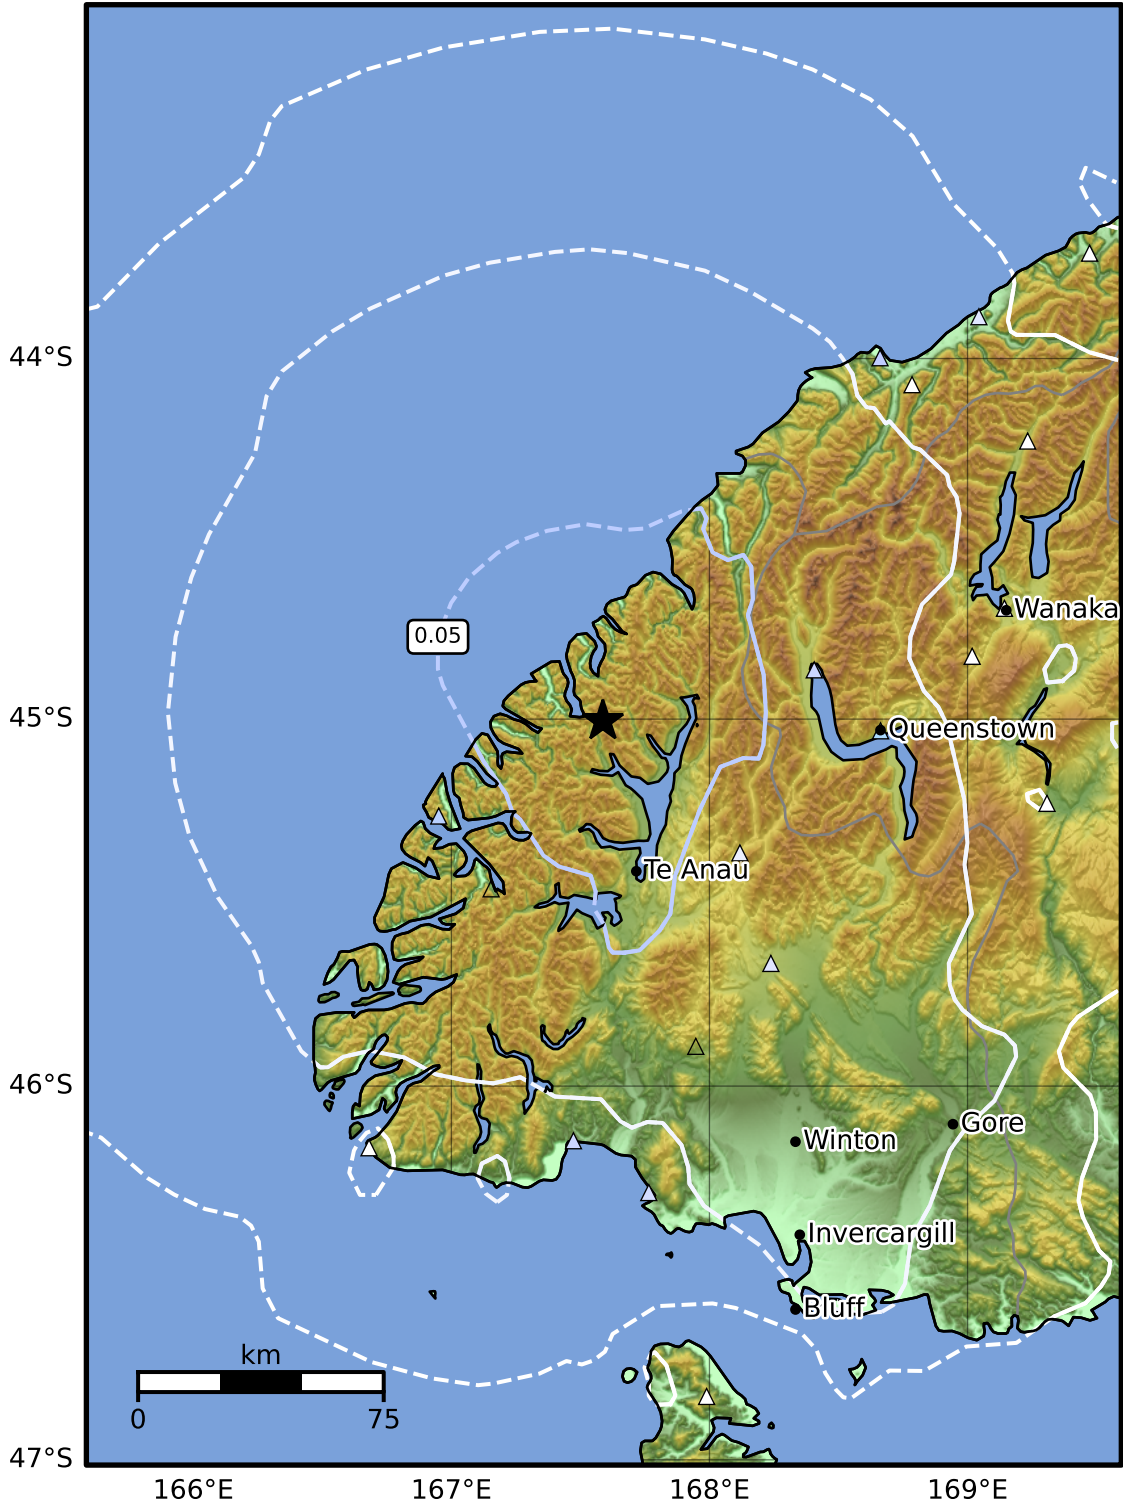 44°S
0.05
Wanaka
45°S
Queenstown
Te Anau
46°S
Gore
Winton
Invercargill
Bluff
km
0 75
47°S
166°E 167°E 168°E 169°E